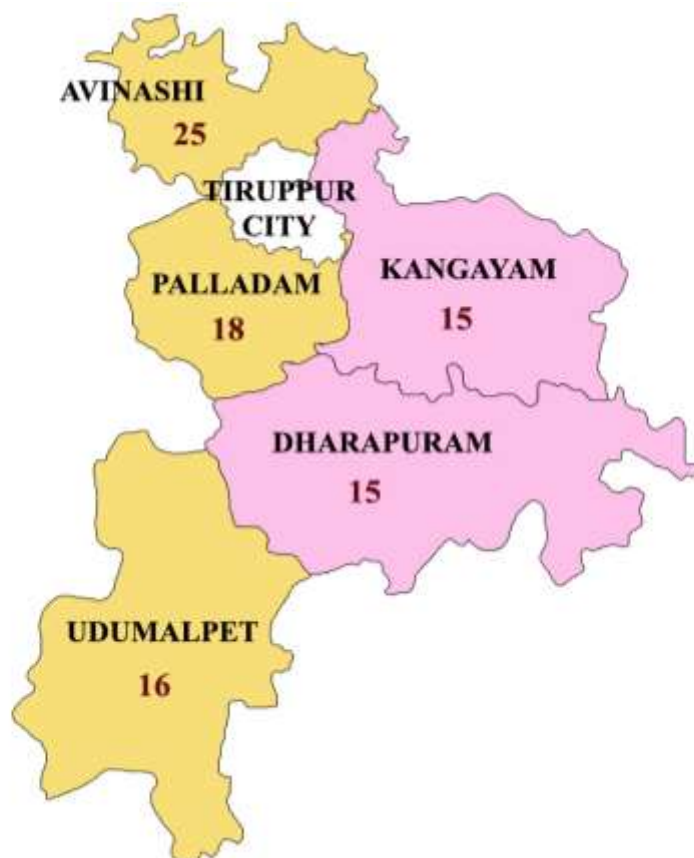 AVINASHI
25
TIRUPPUR
CITY
PALLADAM
18
KANGAYAM
15
DHARAPURAM
15
UDUMALPET
16